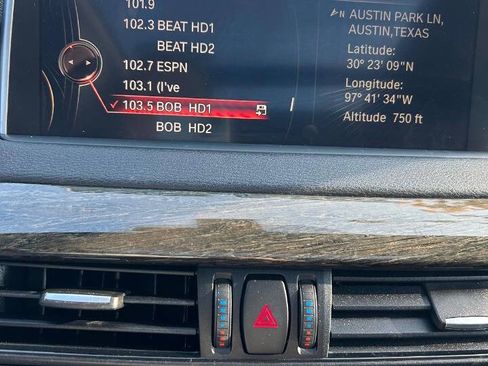 101.9
102.3 BEAT HD1
BEAT HD2
102.7 ESPN
103.1 (I've
✓ 103.5 BOB HD1
BOB HD2
N AUSTIN PARK LN,
AUSTIN,TEXAS
Latitude:
30° 23' 09"N
Longitude:
97° 41' 34"W
Altitude 750 ft